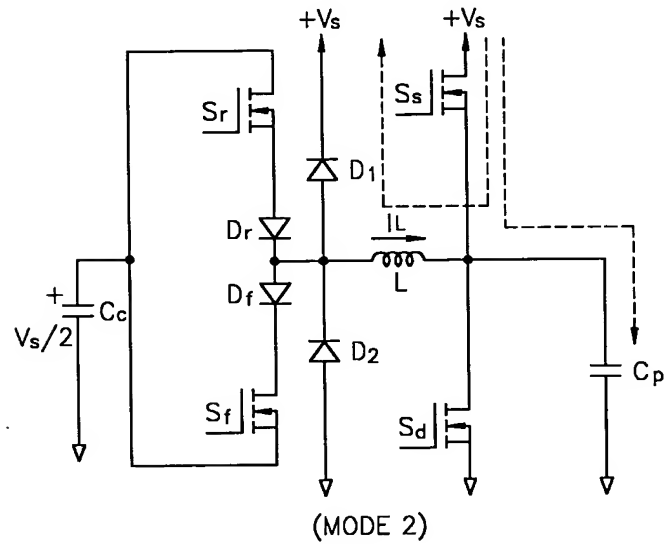 +Vs
+Vs
Sr
Ss
D1
Dr
IL
L
Df
+
Cc
Vs/2
D2
Cp
Sf
Sd
(MODE 2)